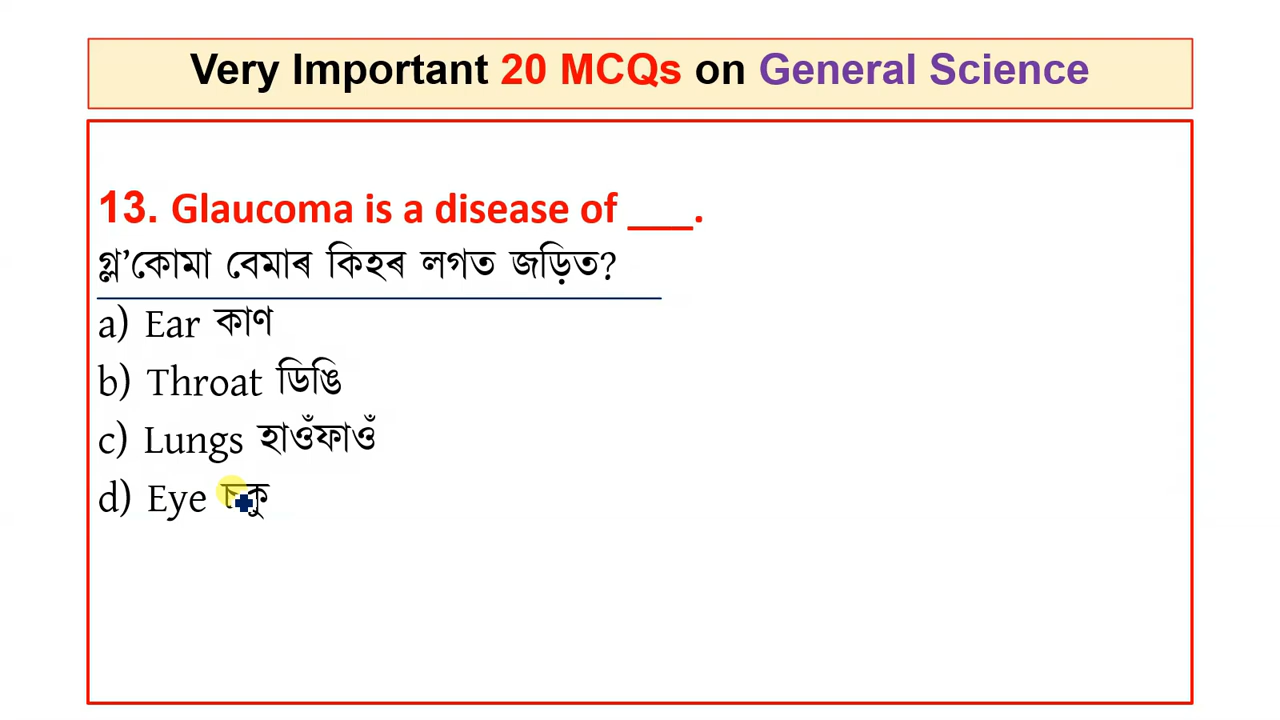 Very Important 20 MCQs on General Science
13. Glaucoma is a disease of ___.
গ্ল’কোমা বেমাৰ কিহৰ লগত জড়িত?
a) Ear কাণ
b) Throat ডিঙি
c) Lungs হাওঁফাওঁ
d) Eye চকু